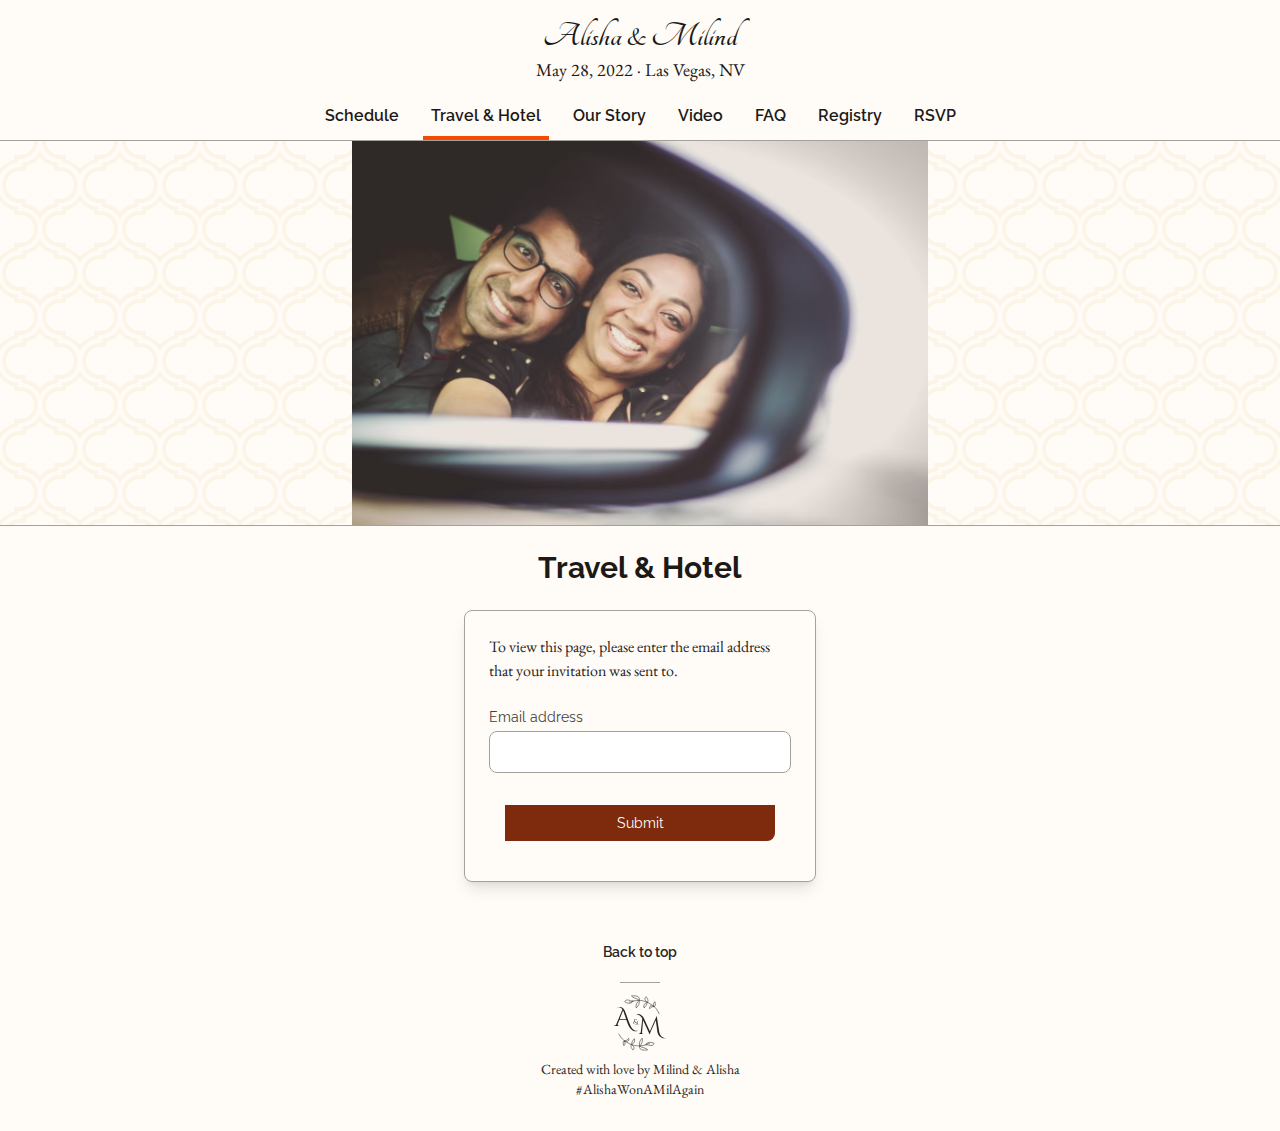 Alisha & Milind
May 28, 2022 · Las Vegas, NV
Schedule Travel & Hotel Our Story Video FAQ Registry RSVP
Travel & Hotel
To view this page, please enter the email address
that your invitation was sent to.
Email address
Submit
Back to top
A & M
Created with love by Milind & Alisha
#AlishaWonAMilAgain